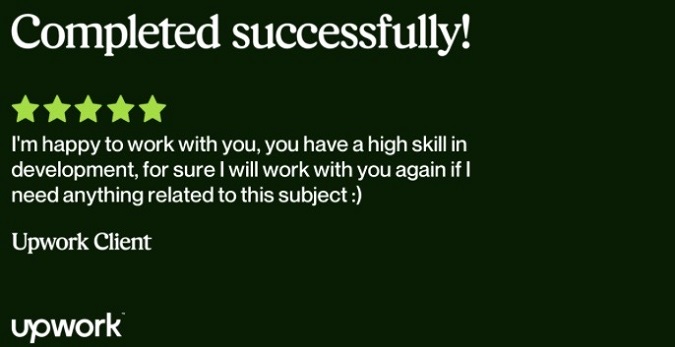 Completed successfully!
I'm happy to work with you, you have a high skill in
development, for sure I will work with you again if I
need anything related to this subject :)
Upwork Client
upwork